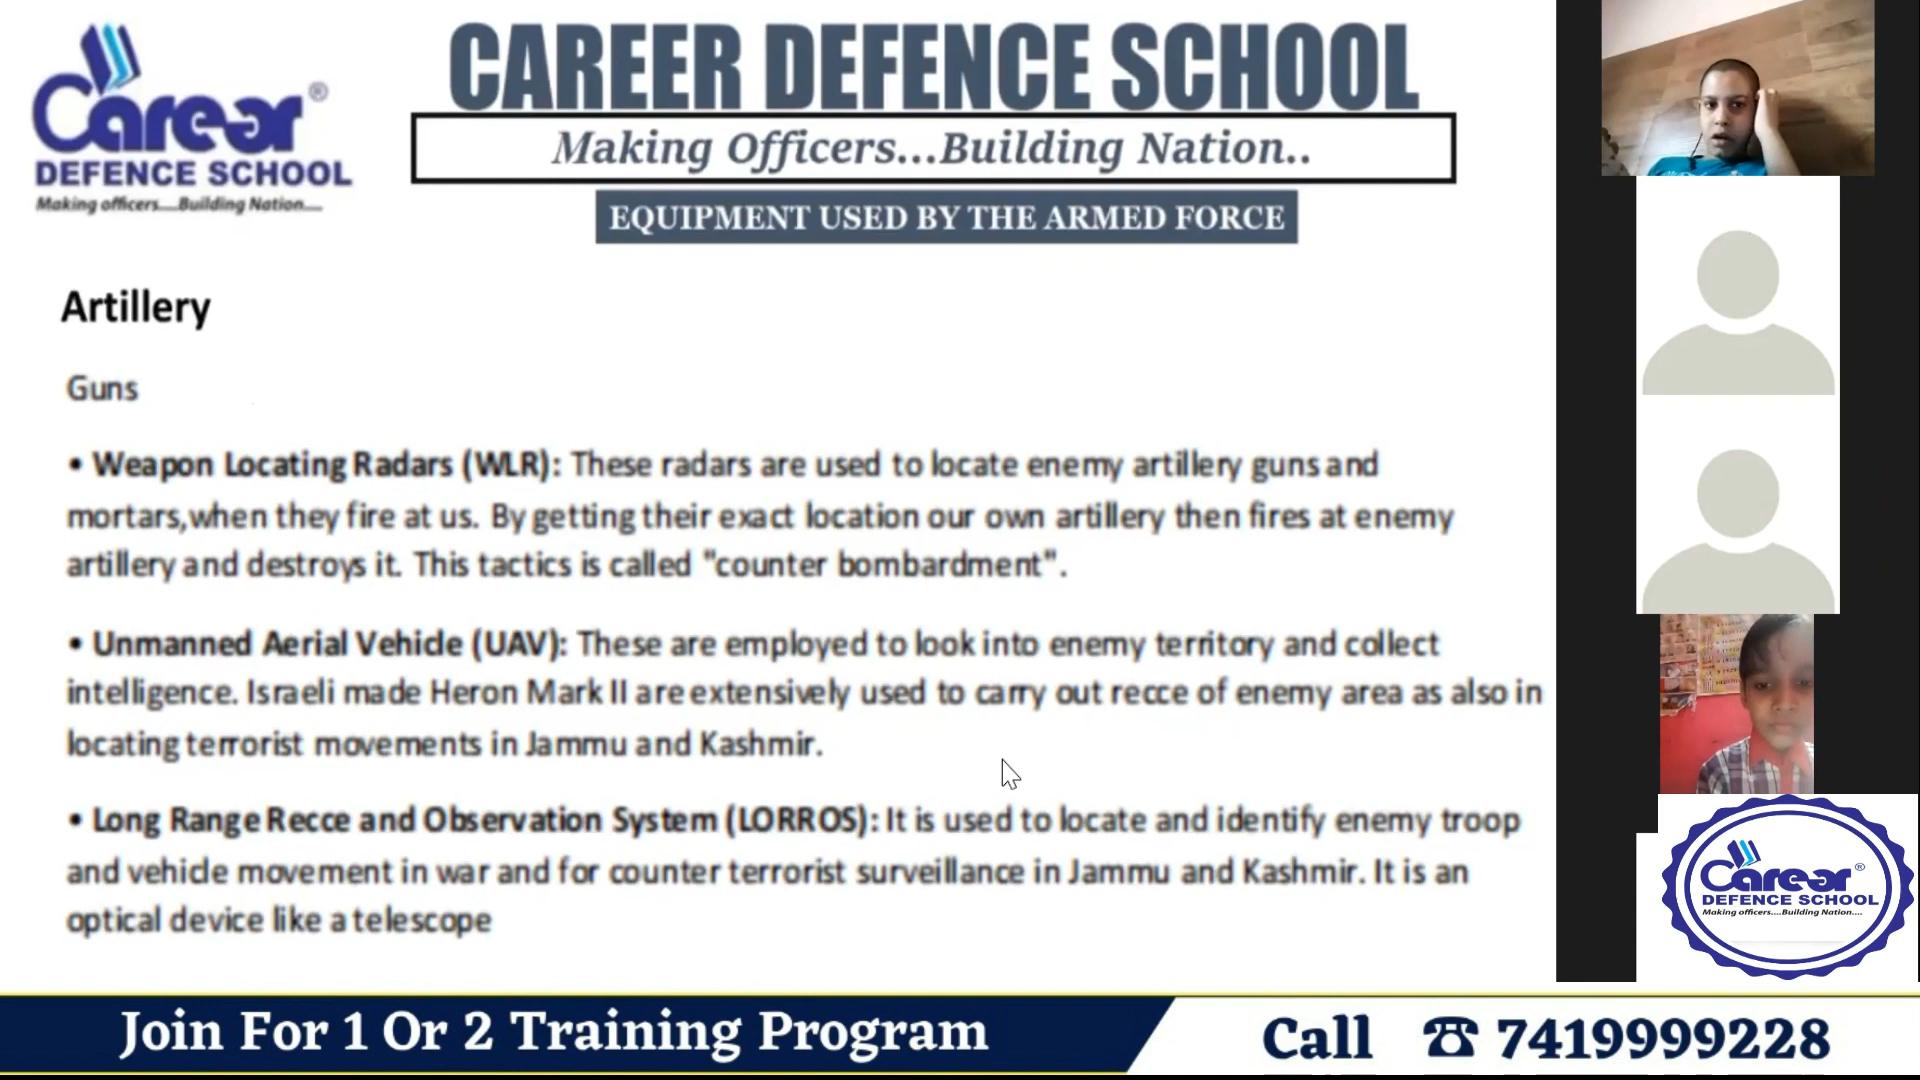 Career®
DEFENCE SCHOOL
Making officers....Building Nation....
CAREER DEFENCE SCHOOL
Making Officers...Building Nation..
EQUIPMENT USED BY THE ARMED FORCE
Artillery
Guns
• Weapon Locating Radars (WLR): These radars are used to locate enemy artillery guns and
mortars,when they fire at us. By getting their exact location our own artillery then fires at enemy
artillery and destroys it. This tactics is called "counter bombardment".
• Unmanned Aerial Vehicle (UAV): These are employed to look into enemy territory and collect
intelligence. Israeli made Heron Mark II are extensively used to carry out recce of enemy area as also in
locating terrorist movements in Jammu and Kashmir.
• Long Range Recce and Observation System (LORROS): It is used to locate and identify enemy troop
and vehicle movement in war and for counter terrorist surveillance in Jammu and Kashmir. It is an
optical device like a telescope
Career®
DEFENCE SCHOOL
Making officers....Building Nation....
Join For 1 Or 2 Training Program
Call ☎ 7419999228